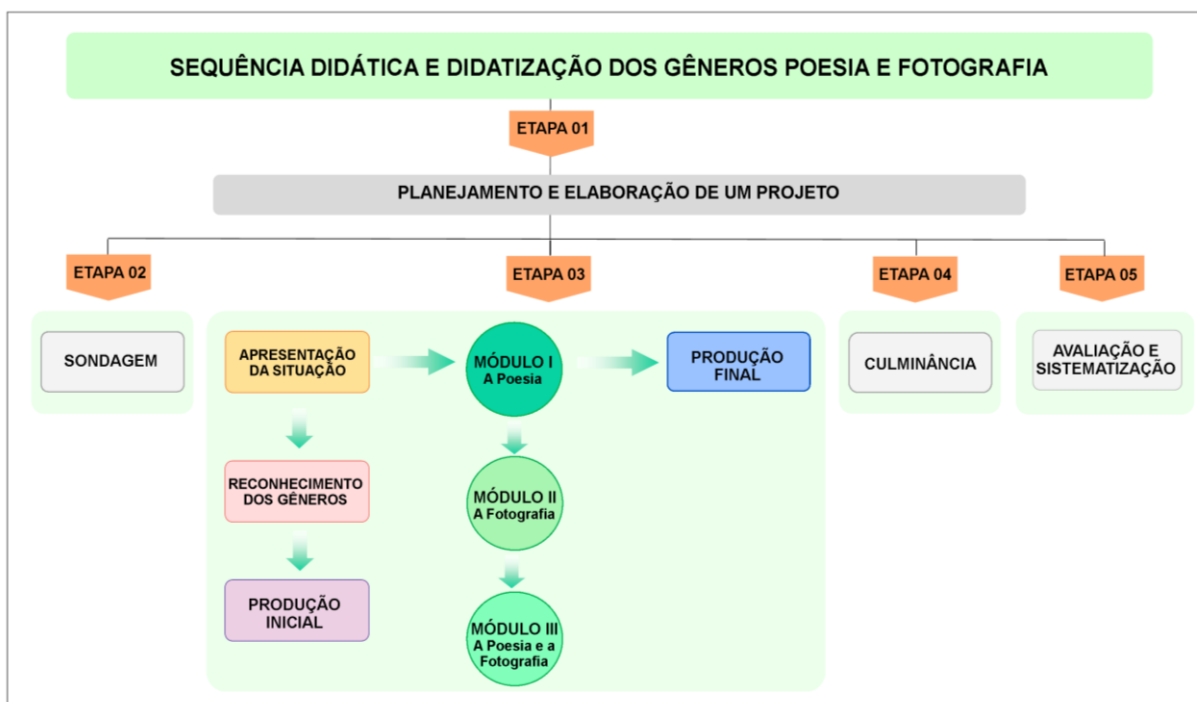 SEQUÊNCIA DIDÁTICA E DIDATIZAÇÃO DOS GÊNEROS POESIA E FOTOGRAFIA
ETAPA 01
PLANEJAMENTO E ELABORAÇÃO DE UM PROJETO
ETAPA 02
SONDAGEM
ETAPA 03
APRESENTAÇÃO
DA SITUAÇÃO
RECONHECIMENTO
DOS GÊNEROS
PRODUÇÃO
INICIAL
MÓDULO I
A Poesia
MÓDULO II
A Fotografia
MÓDULO III
A Poesia e a
Fotografia
PRODUÇÃO
FINAL
ETAPA 04
CULMINÂNCIA
ETAPA 05
AVALIAÇÃO E
SISTEMATIZAÇÃO